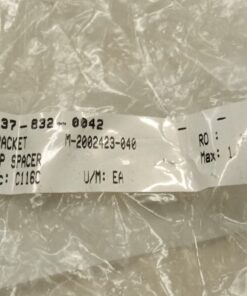 37-832-0042 -
ACKET M-2002423-040 - RO :
P SPACER Max: 1
c: C116C U/M: EA